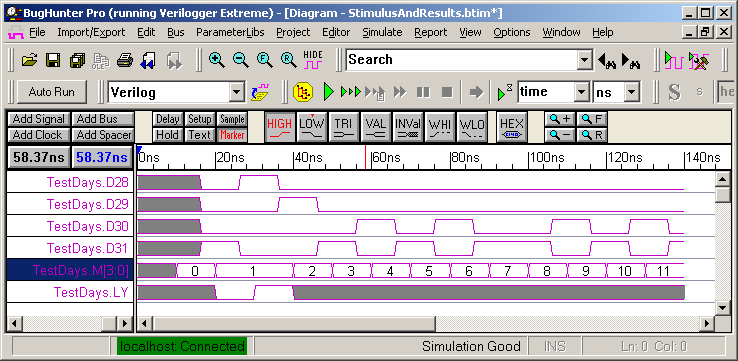 BugHunter Pro (running Verilogger Extreme) - [Diagram - StimulusAndResults.btim*]
File Import/Export Edit Bus ParameterLibs Project Editor Simulate Report View
Options Window Help
HIDE Search
Auto Run Verilog time ns S S he
Add Signal Add Bus Delay Setup Sample HIGH LOW TRI VAL INVal WHI WLO HEX + F
Add Clock Add Spacer Hold Text Marker - R
58.37ns 58.37ns 0ns 20ns 40ns 60ns 80ns 100ns 120ns 140ns
TestDays.D28
TestDays.D29
TestDays.D30
TestDays.D31
TestDays.M[3:0] 0 1 2 3 4 5 6 7 8 9 10 11
TestDays.LY
localhost: Connected Simulation Good INS Ln: 0 Col: 0